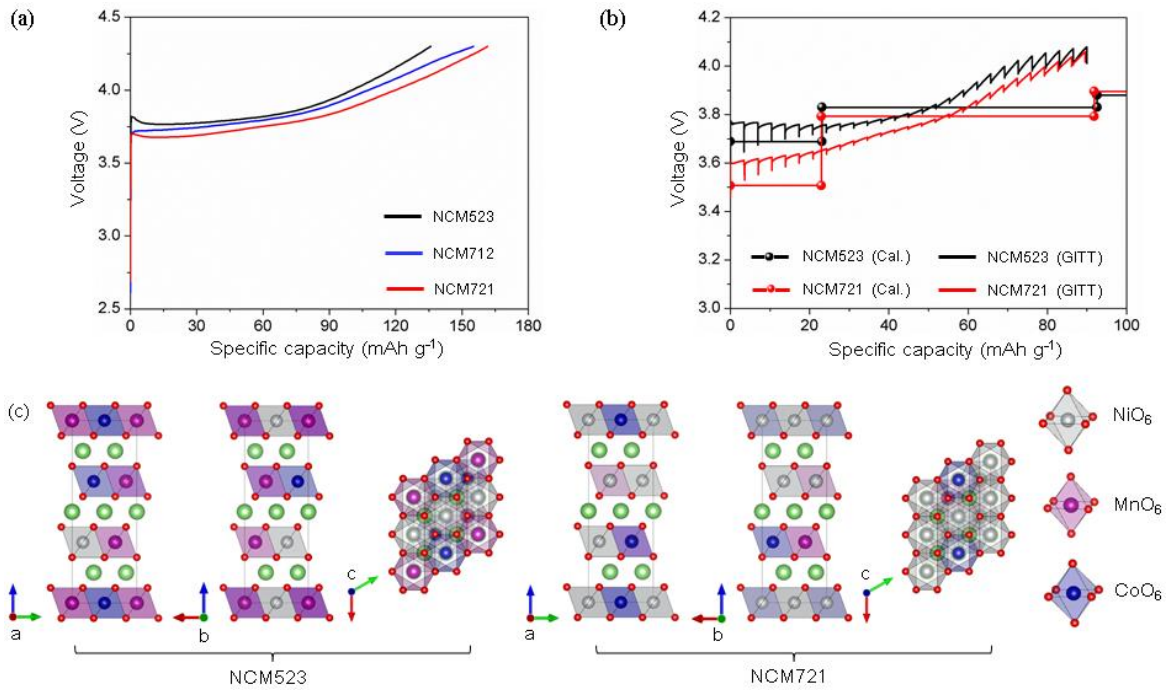 (a)
4.5
4.0
3.5
3.0
2.5
Voltage (V)
NCM523
NCM712
NCM721
0 30 60 90 120 150 180
Specific capacity (mAh g-1)
(b)
4.2
4.0
3.8
3.6
3.4
3.2
3.0
Voltage (V)
NCM523 (Cal.) NCM523 (GITT)
NCM721 (Cal.) NCM721 (GITT)
0 20 40 60 80 100
Specific capacity (mAh g-1)
(c)
a
b
c
NCM523
a
b
c
NCM721
NiO6
MnO6
CoO6